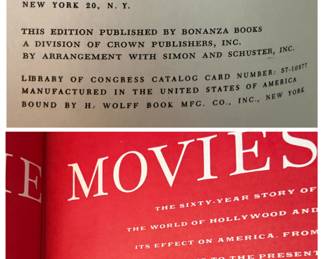 NEW YORK 20, N. Y.
THIS EDITION PUBLISHED BY BONANZA BOOKS
A DIVISION OF CROWN PUBLISHERS, INC.
BY ARRANGEMENT WITH SIMON AND SCHUSTER, INC.
LIBRARY OF CONGRESS CATALOG CARD NUMBER: 57-10977
MANUFACTURED IN THE UNITED STATES OF AMERICA
BOUND BY H. WOLFF BOOK MFG. CO., INC., NEW YORK
IE
MOVIES
THE SIXTY-YEAR STORY OF
THE WORLD OF HOLLYWOOD AND
ITS EFFECT ON AMERICA, FROM
TO THE PRESENT